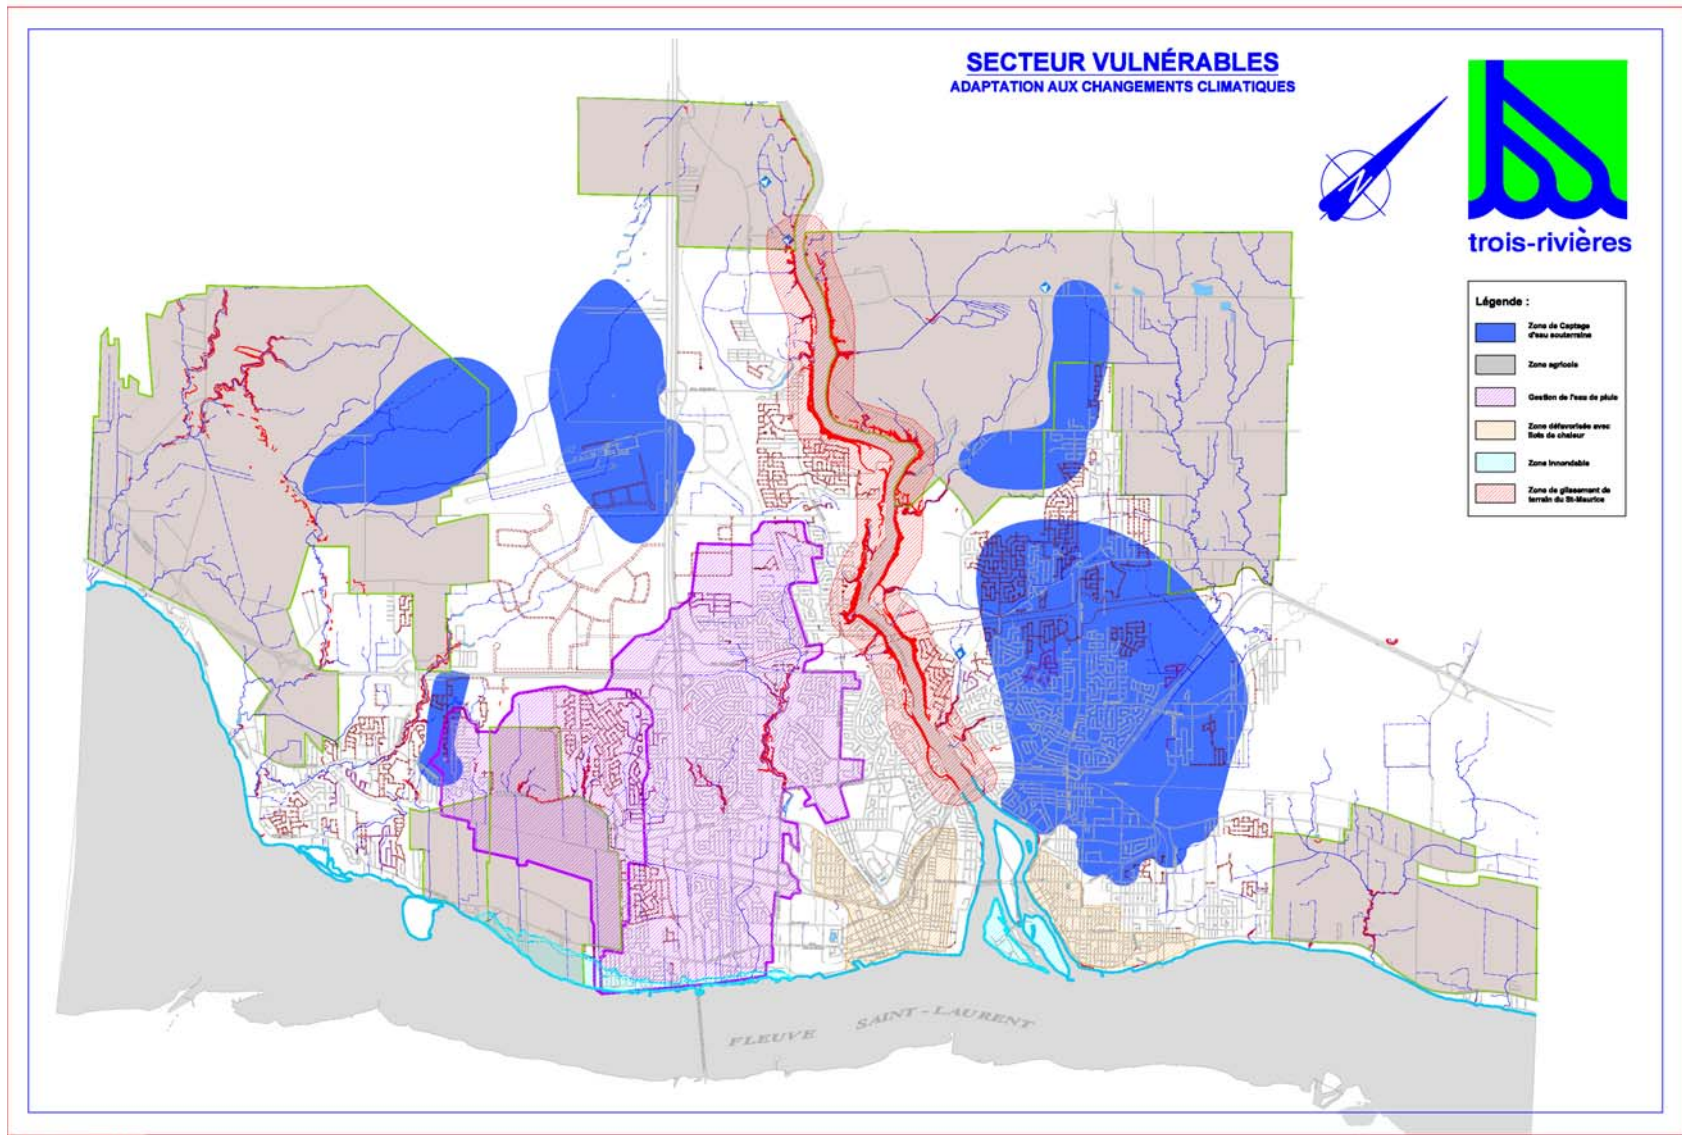 SECTEUR VULNÉRABLES
ADAPTATION AUX CHANGEMENTS CLIMATIQUES
N
trois-rivières
Légende :
Zone de Captage
d'eau souterraine
Zone agricole
Gestion de l'eau de pluie
Zone défavorisée avec
îlots de chaleur
Zone Innondable
Zone de glissement de
terrain du St-Maurice
FLEUVE SAINT-LAURENT